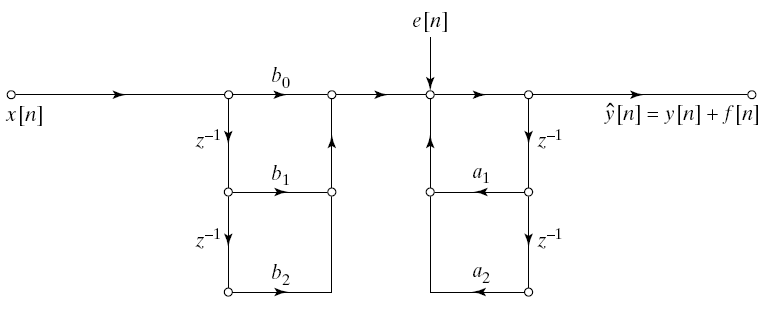 e[n]
b₀
x[n]
ŷ[n] = y[n] + f[n]
z⁻¹
z⁻¹
b₁
a₁
z⁻¹
z⁻¹
b₂
a₂